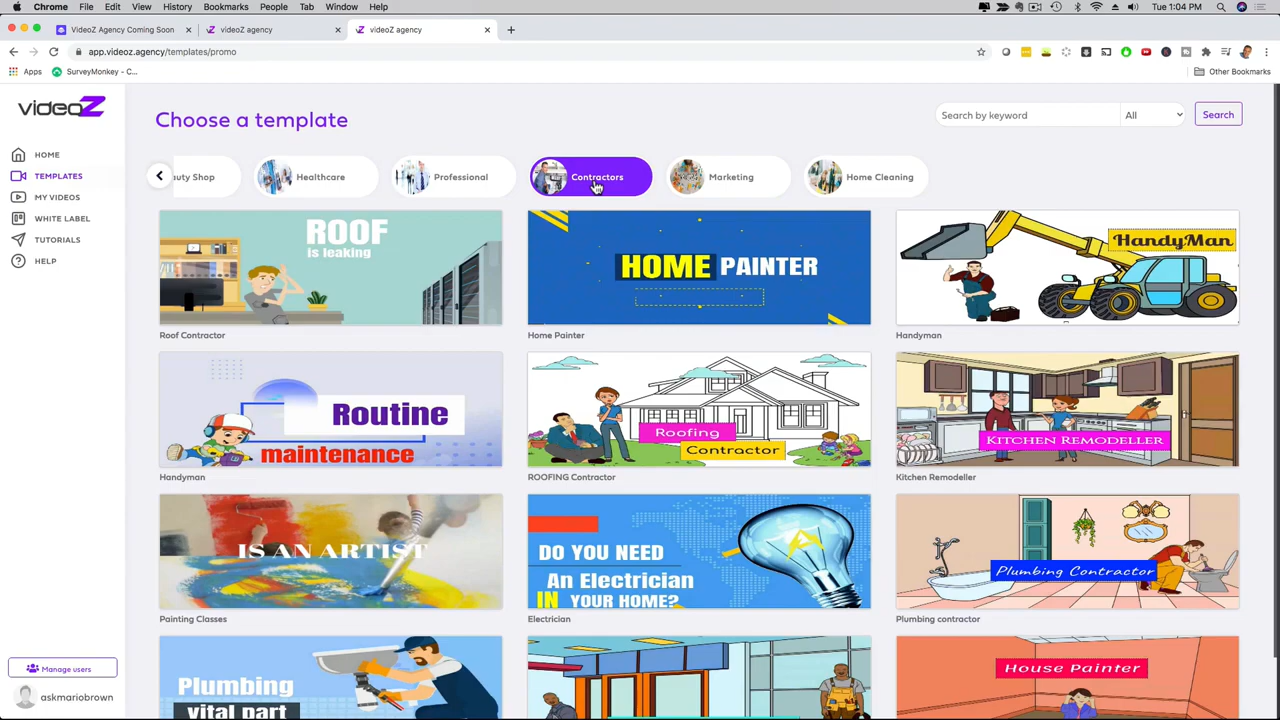 Chrome File Edit View History Bookmarks People Tab Window Help Tue 1:04 PM
VideoZ Agency Coming Soon videoZ agency videoZ agency
app.videoz.agency/templates/promo
Apps SurveyMonkey - C... Other Bookmarks
videoZ
HOME
TEMPLATES
MY VIDEOS
WHITE LABEL
TUTORIALS
HELP
Manage users
askmariobrown
Choose a template
Search by keyword All Search
uty Shop Healthcare Professional Contractors Marketing Home Cleaning
ROOF
is leaking
Roof Contractor
HOME PAINTER
Home Painter
HandyMan
Handyman
Routine
maintenance
Handyman
Roofing
Contractor
ROOFING Contractor
KITCHEN REMODELLER
Kitchen Remodeller
IS AN ARTIST
Painting Classes
DO YOU NEED
An Electrician
IN YOUR HOME?
Electrician
Plumbing Contractor
Plumbing contractor
Plumbing
vital part
House Painter